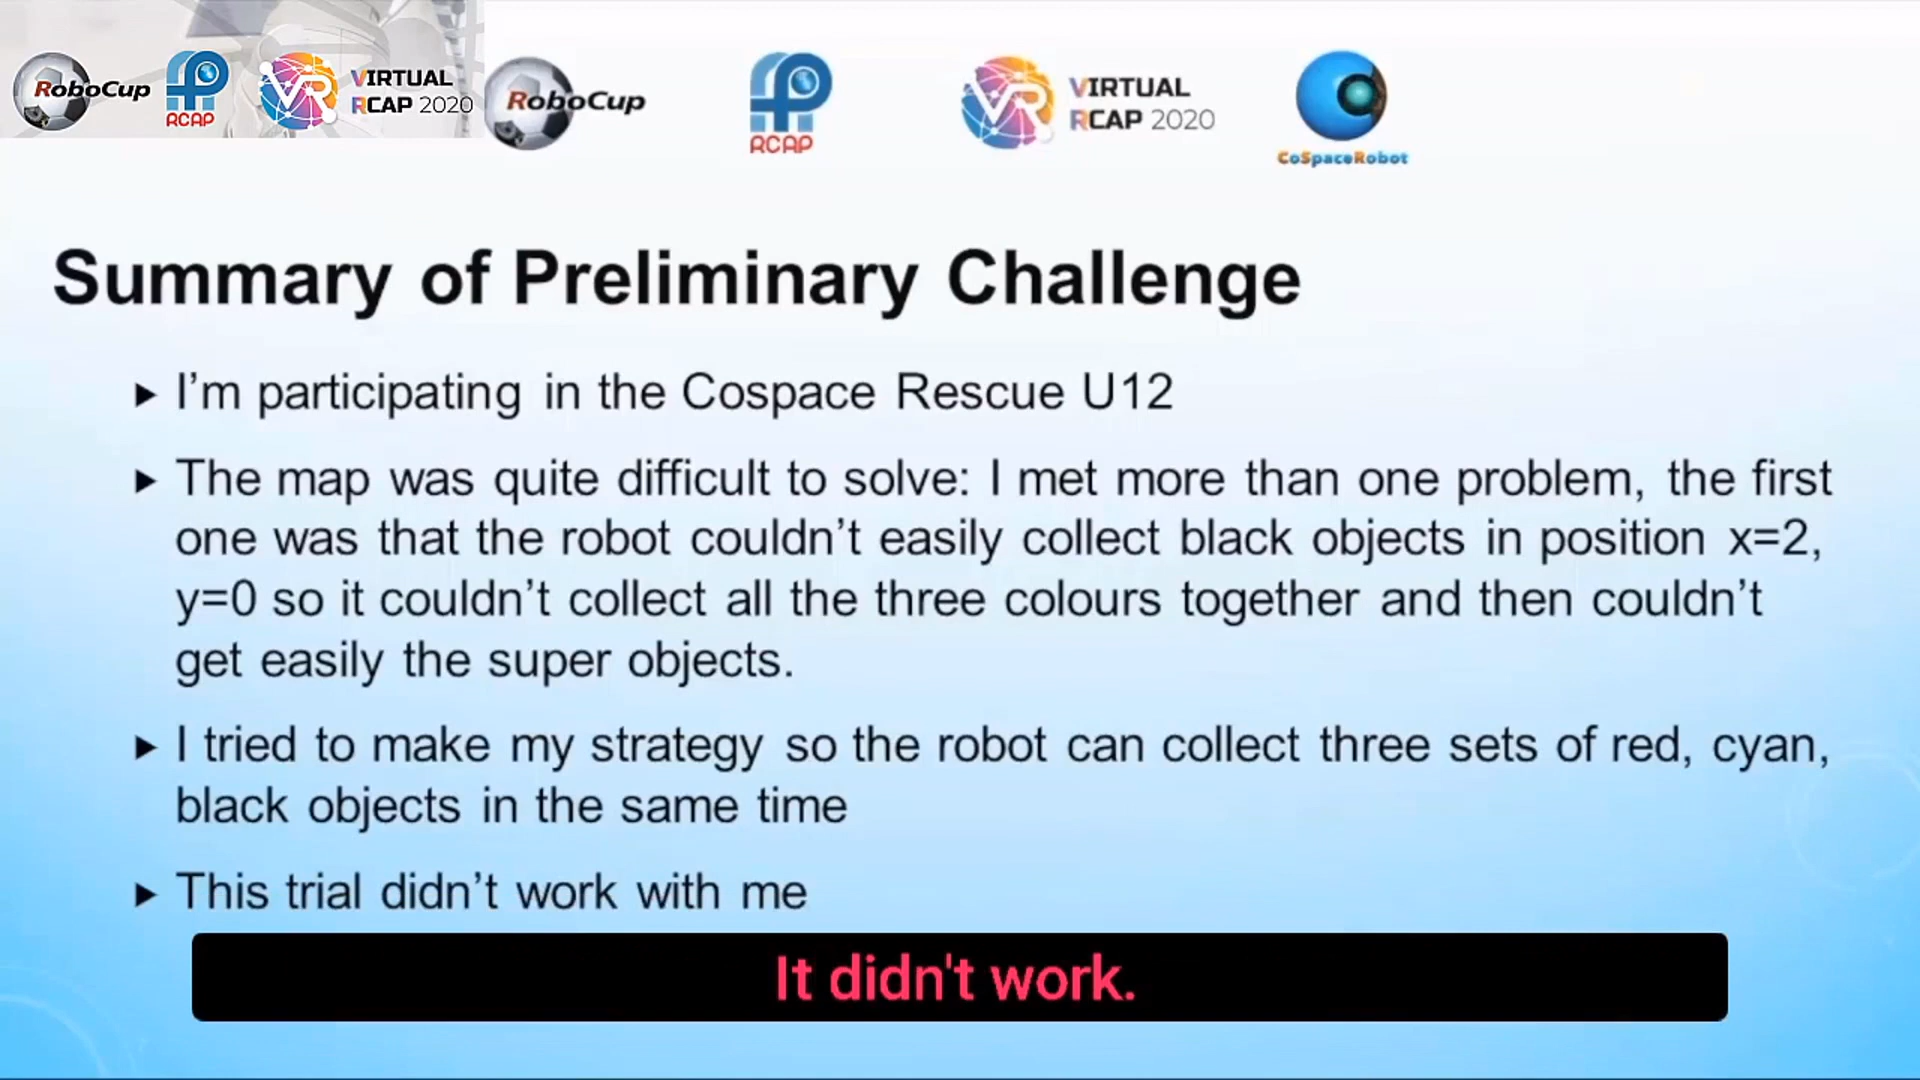 RoboCup
RCAP
VR
VIRTUAL
RCAP 2020
RoboCup
RCAP
VR
VIRTUAL
RCAP 2020
CoSpaceRobot
Summary of Preliminary Challenge
I'm participating in the Cospace Rescue U12
The map was quite difficult to solve: I met more than one problem, the first
one was that the robot couldn't easily collect black objects in position x=2,
y=0 so it couldn't collect all the three colours together and then couldn't
get easily the super objects.
I tried to make my strategy so the robot can collect three sets of red, cyan,
black objects in the same time
This trial didn't work with me
It didn't work.